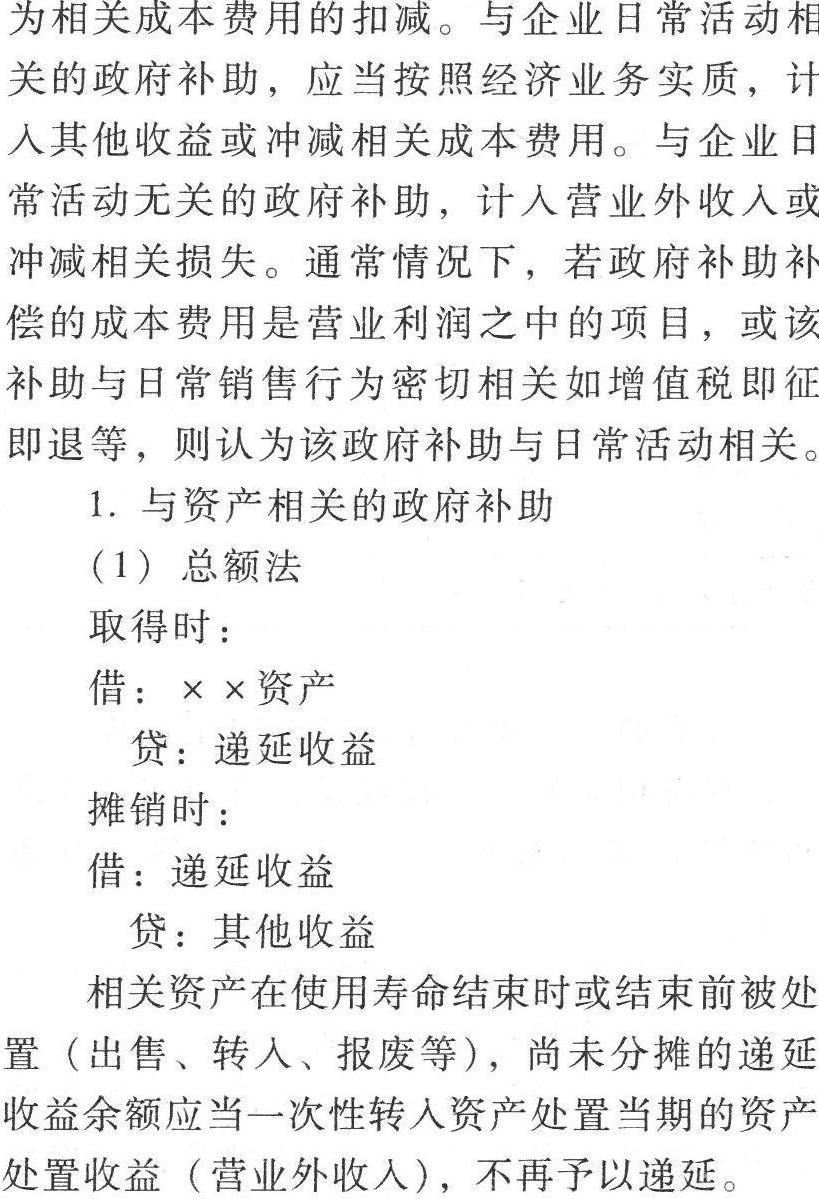 为相关成本费用的扣减。与企业日常活动相
关的政府补助，应当按照经济业务实质，计
入其他收益或冲减相关成本费用。与企业日
常活动无关的政府补助，计入营业外收入或
冲减相关损失。通常情况下，若政府补助补
偿的成本费用是营业利润之中的项目，或该
补助与日常销售行为密切相关如增值税即征
即退等，则认为该政府补助与日常活动相关。
1. 与资产相关的政府补助
（1） 总额法
取得时：
借：××资产
贷：递延收益
摊销时：
借：递延收益
贷：其他收益
相关资产在使用寿命结束时或结束前被处
置（出售、转入、报废等），尚未分摊的递延
收益余额应当一次性转入资产处置当期的资产
处置收益（营业外收入），不再予以递延。